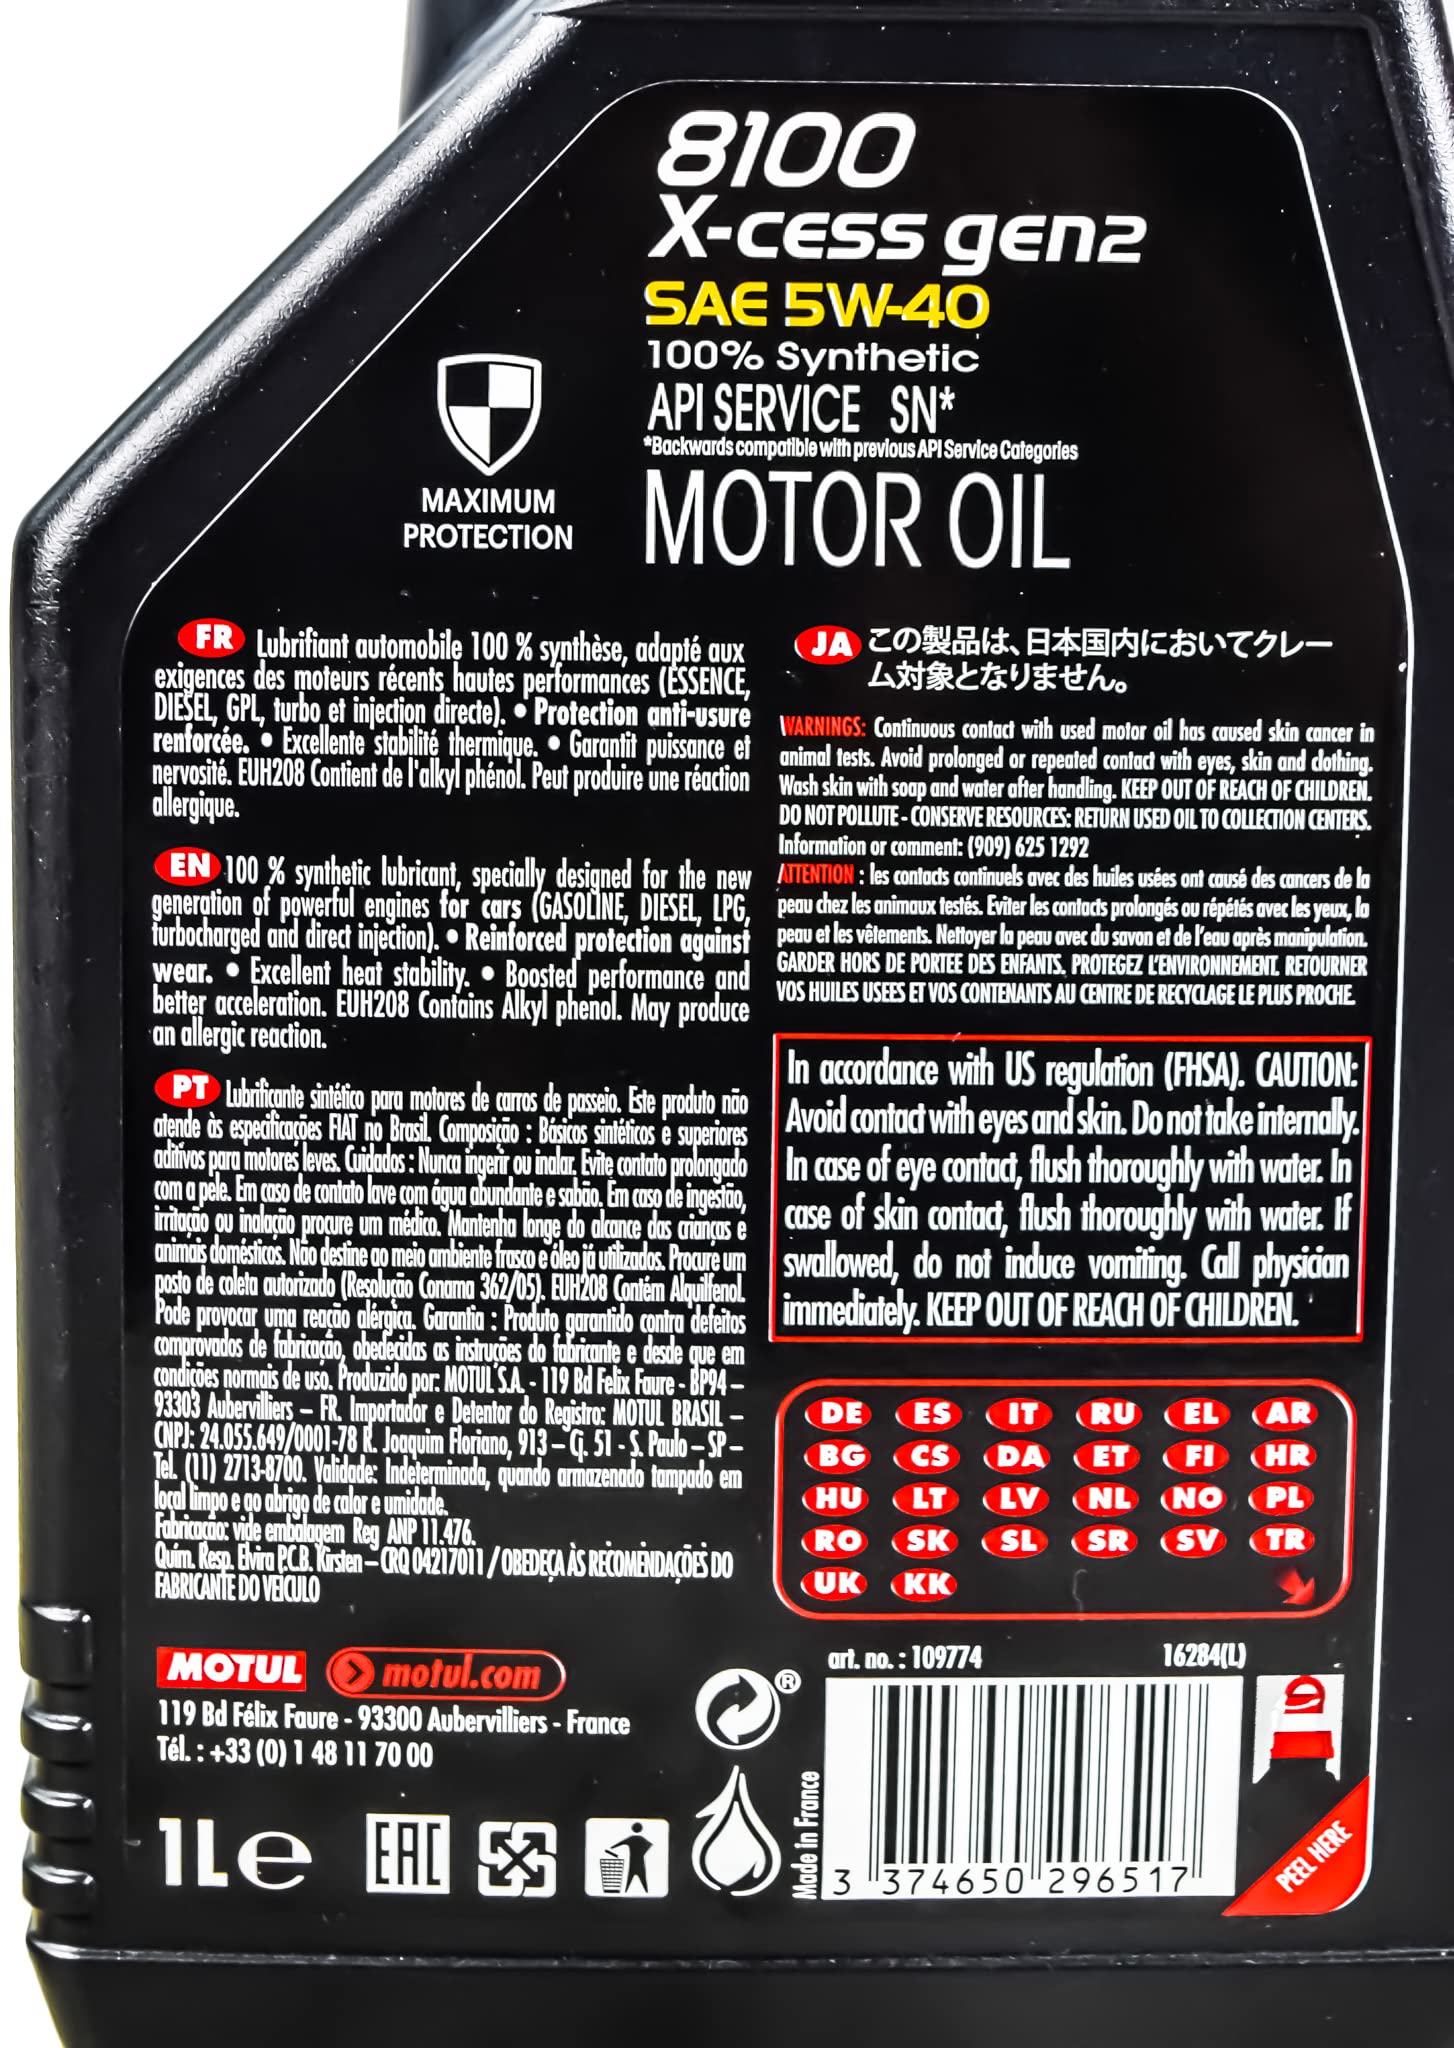 8100
X-cess gen2
SAE 5W-40
100% Synthetic
API SERVICE SN*
*Backwards compatible with previous API Service Categories
MOTOR OIL
MAXIMUM
PROTECTION
FR Lubrifiant automobile 100 % synthèse, adapté aux
exigences des moteurs récents hautes performances (ESSENCE,
DIESEL, GPL, turbo et injection directe). • Protection anti-usure
renforcée. • Excellente stabilité thermique. • Garantit puissance et
nervosité. EUH208 Contient de l'alkyl phénol. Peut produire une réaction
allergique.
EN 100 % synthetic lubricant, specially designed for the new
generation of powerful engines for cars (GASOLINE, DIESEL, LPG,
turbocharged and direct injection). • Reinforced protection against
wear. • Excellent heat stability. • Boosted performance and
better acceleration. EUH208 Contains Alkyl phenol. May produce
an allergic reaction.
PT Lubrificante sintético para motores de carros de passeio. Este produto não
atende às especificações FIAT no Brasil. Composição : Básicos sintéticos e superiores
aditivos para motores leves. Cuidados : Nunca ingerir ou inalar. Evite contato prolongado
com a pele. Em caso de contato lave com água abundante e sabão. Em caso de ingestão,
irritação ou inalação procure um médico. Mantenha longe do alcance das crianças e
animais domésticos. Não destine ao meio ambiente frasco e óleo já utilizados. Procure um
posto de coleta autorizado (Resolução Conama 362/05). EUH208 Contém Alquilfenol.
Pode provocar uma reação alérgica. Garantia : Produto garantido contra defeitos
comprovados de fabricação, obedecidas as instruções do fabricante e desde que em
condições normais de uso. Produzido por: MOTUL S.A. - 119 Bd Felix Faure - BP94 –
93303 Aubervilliers – FR. Importador e Detentor do Registro: MOTUL BRASIL –
CNPJ: 24.055.649/0001-78 R. Joaquim Floriano, 913 – Cj. 51 - S. Paulo – SP –
Tel. (11) 2713-8700. Validade: Indeterminada, quando armazenado tampado em
local limpo e ao abrigo de calor e umidade.
Fabricação: vide embalagem Reg ANP 11.476.
Quím. Resp. Elvira P.C.B. Kirsten – CRQ 04217011 / OBEDEÇA ÀS RECOMENDAÇÕES DO
FABRICANTE DO VEÍCULO
JA この製品は、日本国内においてクレー
ム対象となりません。
WARNINGS: Continuous contact with used motor oil has caused skin cancer in
animal tests. Avoid prolonged or repeated contact with eyes, skin and clothing.
Wash skin with soap and water after handling. KEEP OUT OF REACH OF CHILDREN.
DO NOT POLLUTE - CONSERVE RESOURCES: RETURN USED OIL TO COLLECTION CENTERS.
Information or comment: (909) 625 1292
ATTENTION : les contacts continuels avec des huiles usées ont causé des cancers de la
peau chez les animaux testés. Eviter les contacts prolongés ou répétés avec les yeux, la
peau et les vêtements. Nettoyer la peau avec du savon et de l'eau après manipulation.
GARDER HORS DE PORTEE DES ENFANTS. PROTEGEZ L'ENVIRONNEMENT. RETOURNER
VOS HUILES USEES ET VOS CONTENANTS AU CENTRE DE RECYCLAGE LE PLUS PROCHE.
In accordance with US regulation (FHSA). CAUTION:
Avoid contact with eyes and skin. Do not take internally.
In case of eye contact, flush thoroughly with water. In
case of skin contact, flush thoroughly with water. If
swallowed, do not induce vomiting. Call physician
immediately. KEEP OUT OF REACH OF CHILDREN.
DE ES IT RU EL AR
BG CS DA ET FI HR
HU LT LV NL NO PL
RO SK SL SR SV TR
UK KK
MOTUL motul.com
119 Bd Félix Faure - 93300 Aubervilliers - France
Tél. : +33 (0) 1 48 11 70 00
1L e
EAC
®
art. no. : 109774 16284(L)
Made in France
3 374650 296517
PEEL HERE